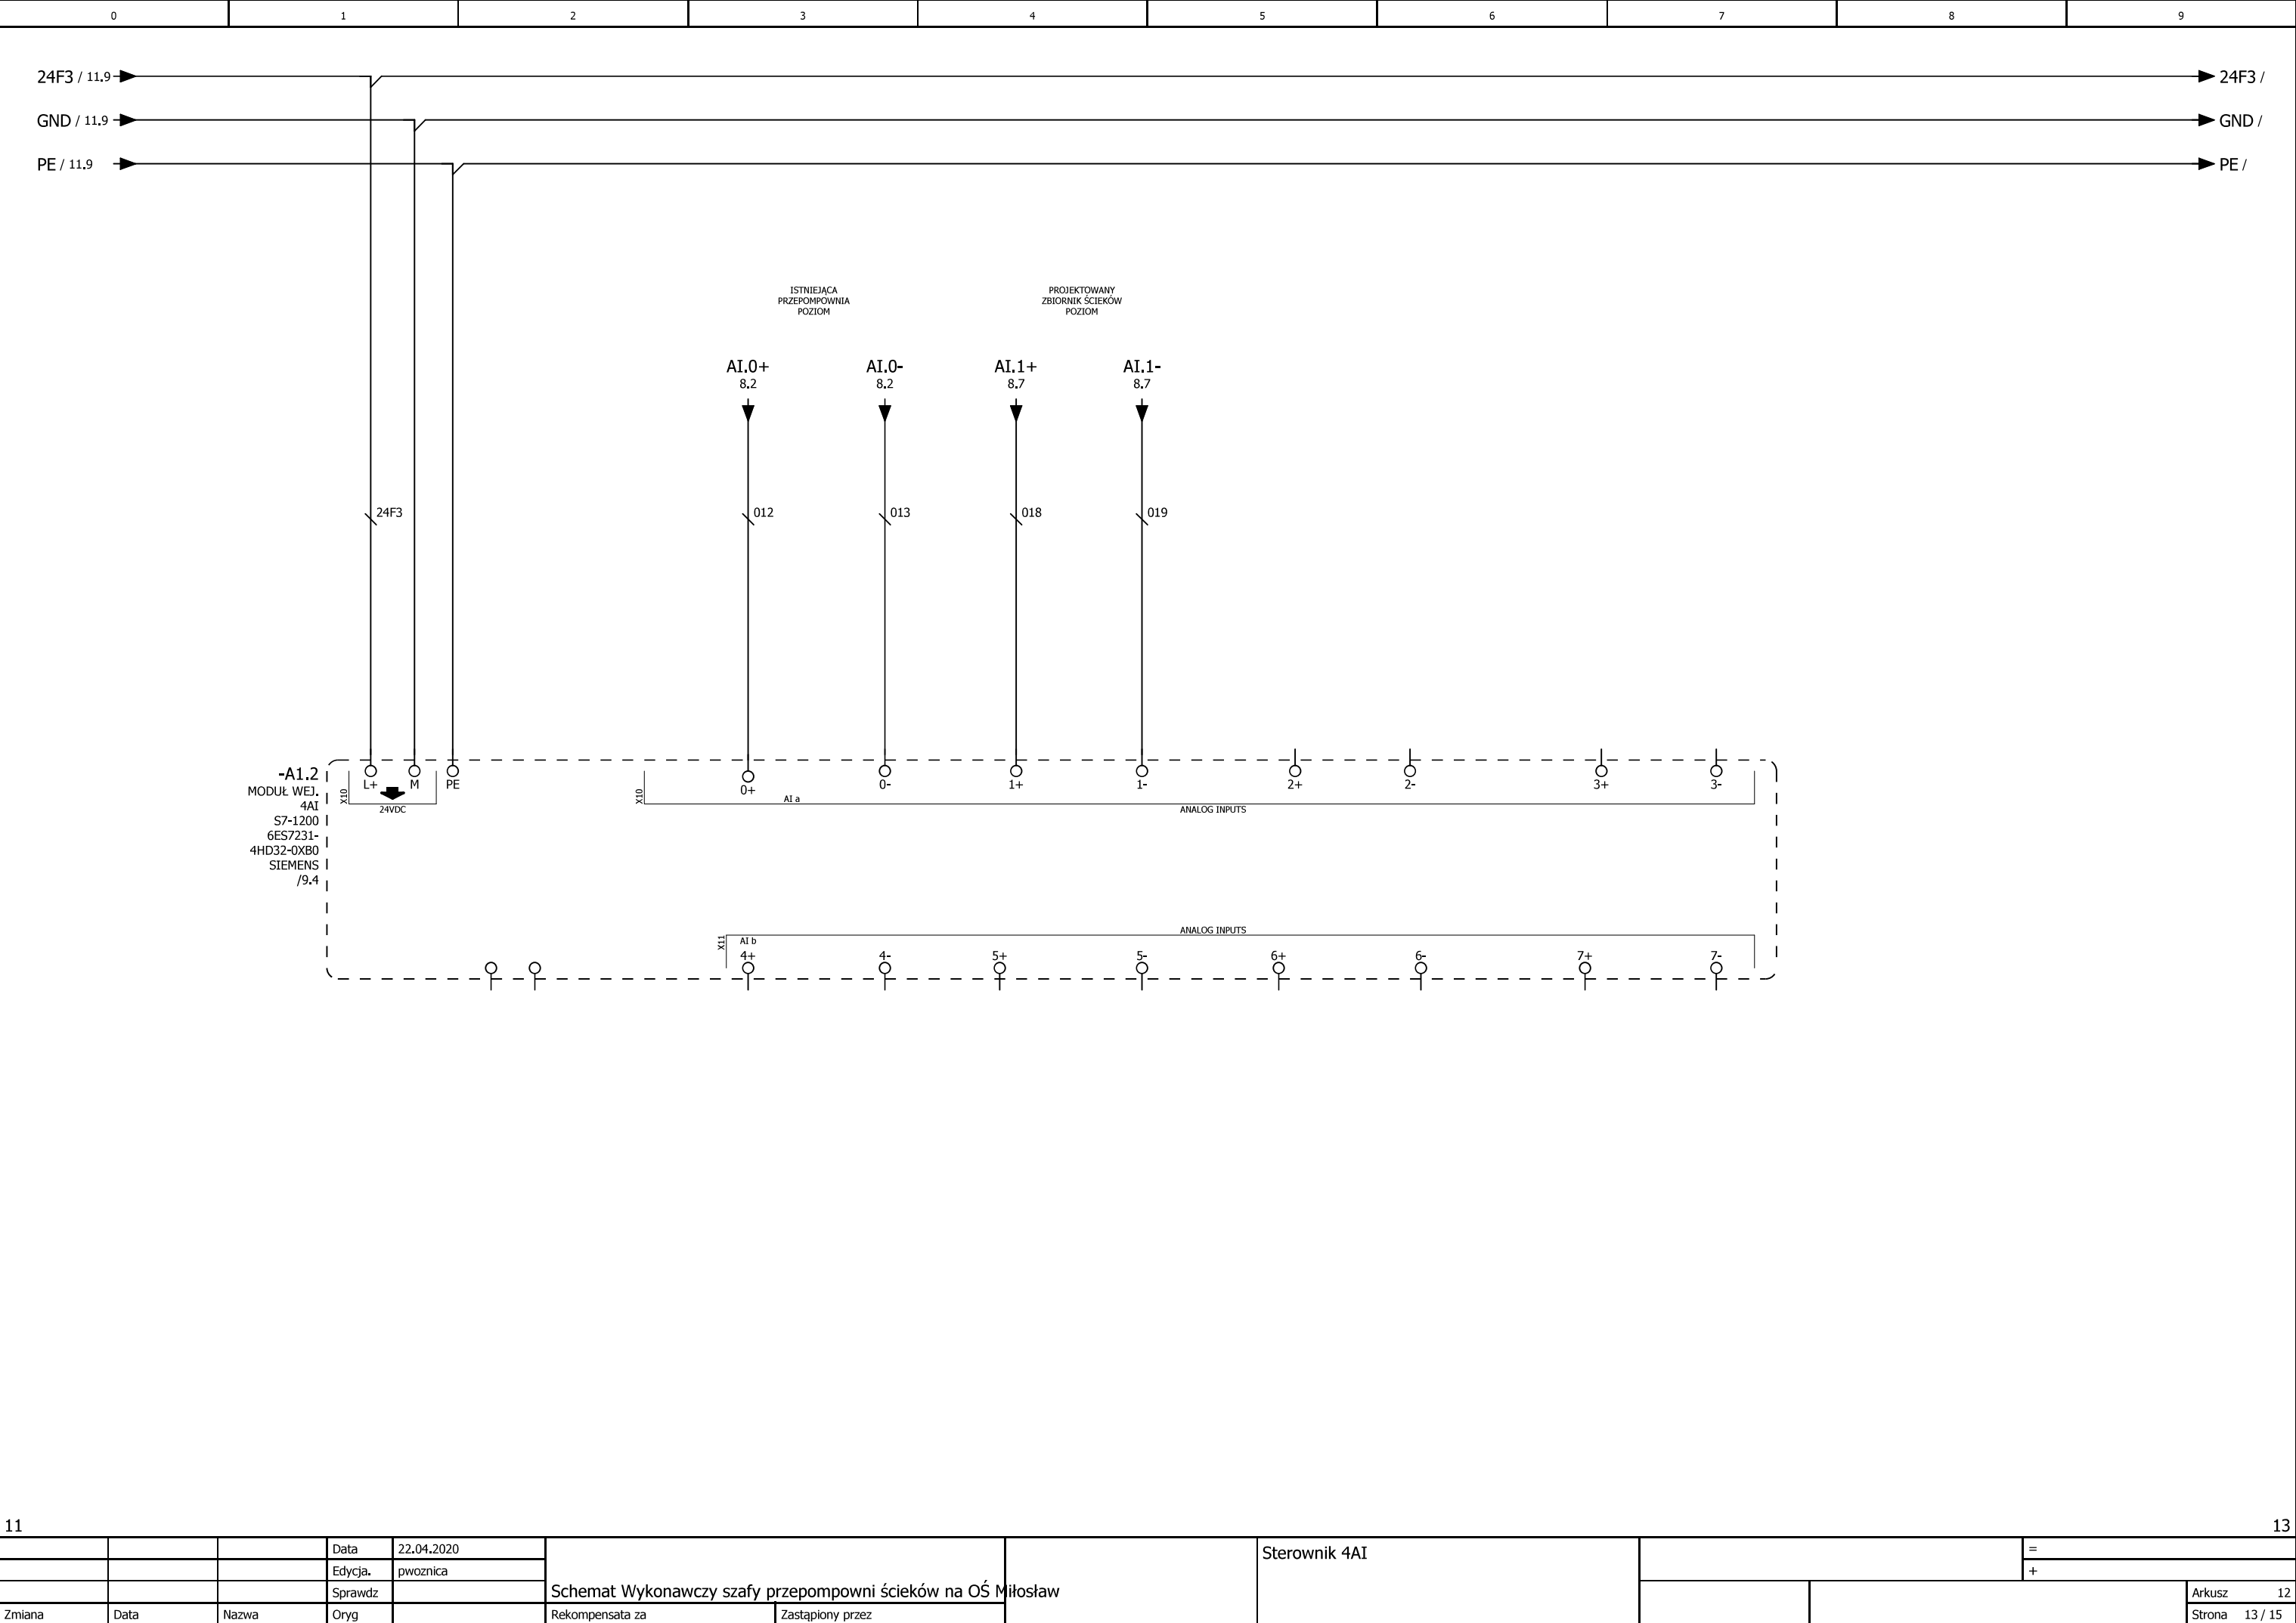 0 1 2 3 4 5 6 7 8 9
24F3 / 11.9
24F3 /
GND / 11.9
GND /
PE / 11.9
PE /
ISTNIEJĄCA
PRZEPOMPOWNIA
POZIOM
PROJEKTOWANY
ZBIORNIK ŚCIEKÓW
POZIOM
AI.0+ AI.0- AI.1+ AI.1-
8.2 8.2 8.7 8.7
24F3 012 013 018 019
-A1.2
MODUŁ WEJ.
4AI
S7-1200
6ES7231-
4HD32-0XB0
SIEMENS
/9.4
X10
L+ M PE
24VDC
X10
0+ 0- 1+ 1- 2+ 2- 3+ 3-
AI a
ANALOG INPUTS
ANALOG INPUTS
X11
AI b
4+ 4- 5+ 5- 6+ 6- 7+ 7-
11
13
Data 22.04.2020
Edycja. pwoznica
Sprawdz
Zmiana Data Nazwa Oryg
Schemat Wykonawczy szafy przepompowni ścieków na OŚ Miłosław
Rekompensata za Zastąpiony przez
Sterownik 4AI
=
+
Arkusz 12
Strona 13 / 15